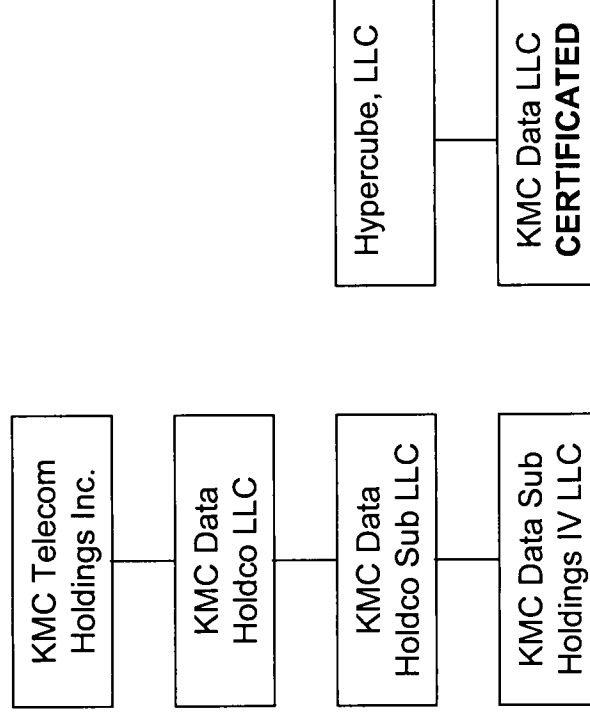 KMC Telecom
Holdings Inc.
KMC Data
Holdco LLC
KMC Data
Holdco Sub LLC
KMC Data Sub
Holdings IV LLC
Hypercube, LLC
KMC Data LLC
CERTIFICATED